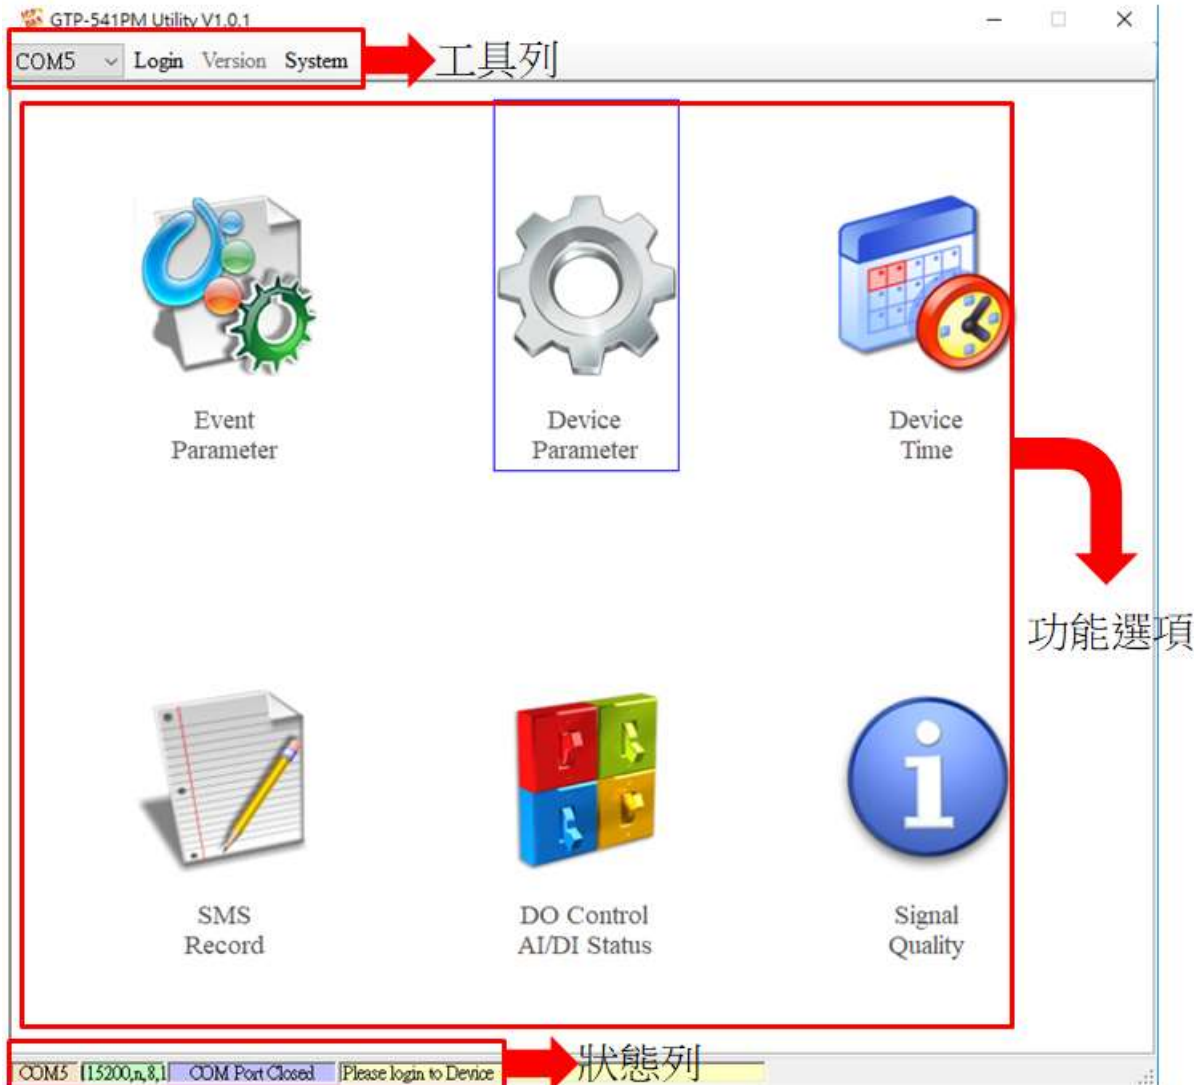 GTP-541PM Utility V1.0.1
COM5 Login Version System 工具列
Event Parameter
Device Parameter
Device Time
功能選項
SMS Record
DO Control AI/DI Status
Signal Quality
COM5 115200,n,8,1 COM Port Closed Please login to Device 狀態列